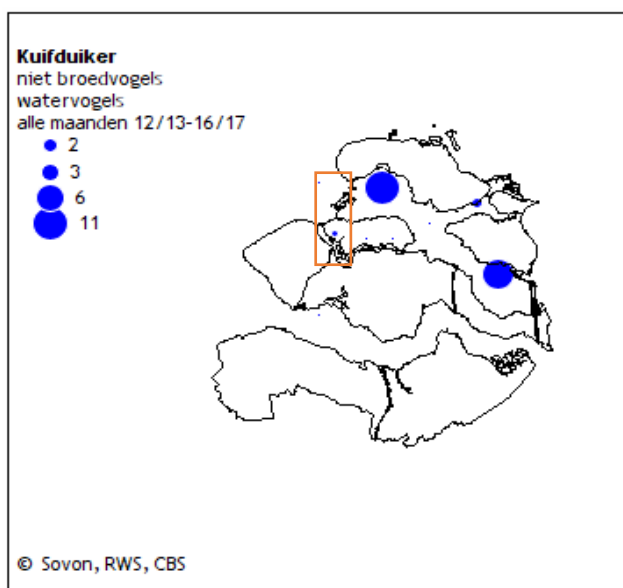 Kuifduiker
niet broedvogels
watervogels
alle maanden 12/13-16/17
2
3
6
11
© Sovon, RWS, CBS